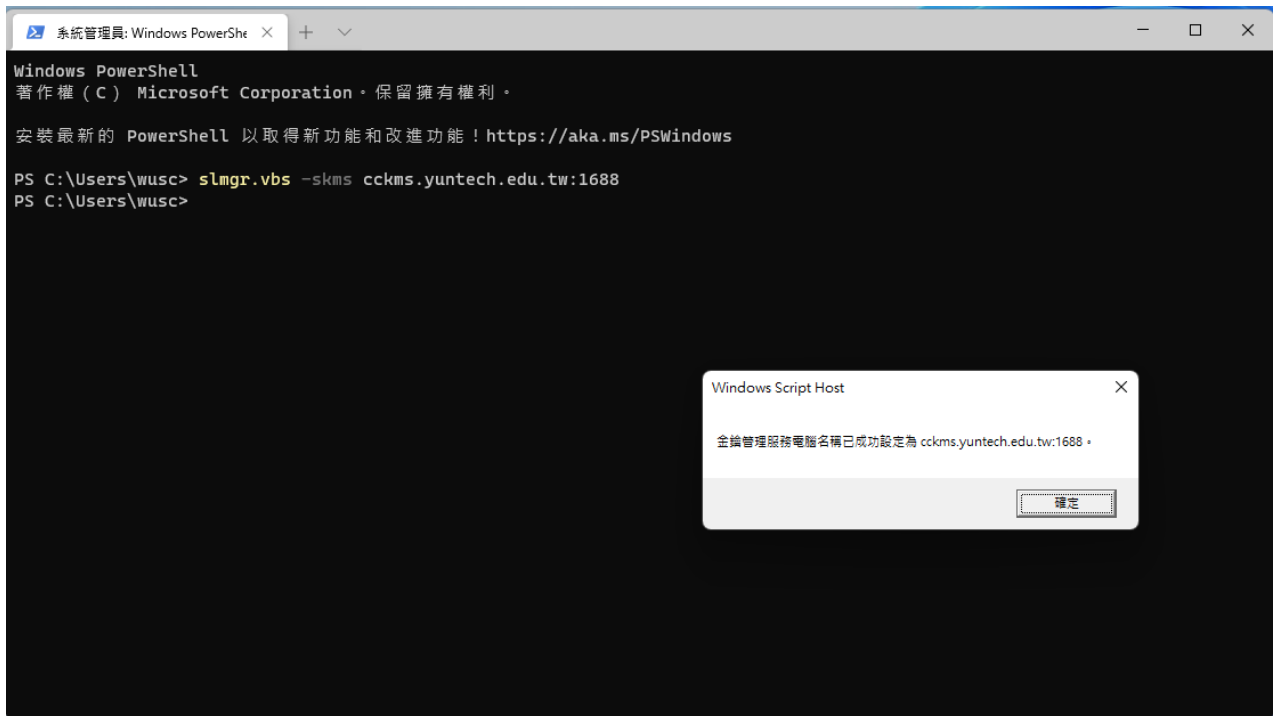 系統管理員: Windows PowerShe
Windows PowerShell
著作權 (C) Microsoft Corporation。保留擁有權利。
安裝最新的 PowerShell 以取得新功能和改進功能！https://aka.ms/PSWindows
PS C:\Users\wusc> slmgr.vbs -skms cckms.yuntech.edu.tw:1688
PS C:\Users\wusc>
Windows Script Host
金鑰管理服務電腦名稱已成功設定為 cckms.yuntech.edu.tw:1688。
確定